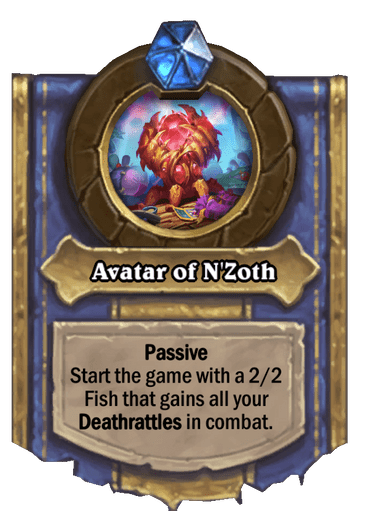 Avatar of N'Zoth
Passive
Start the game with a 2/2
Fish that gains all your
Deathrattles in combat.